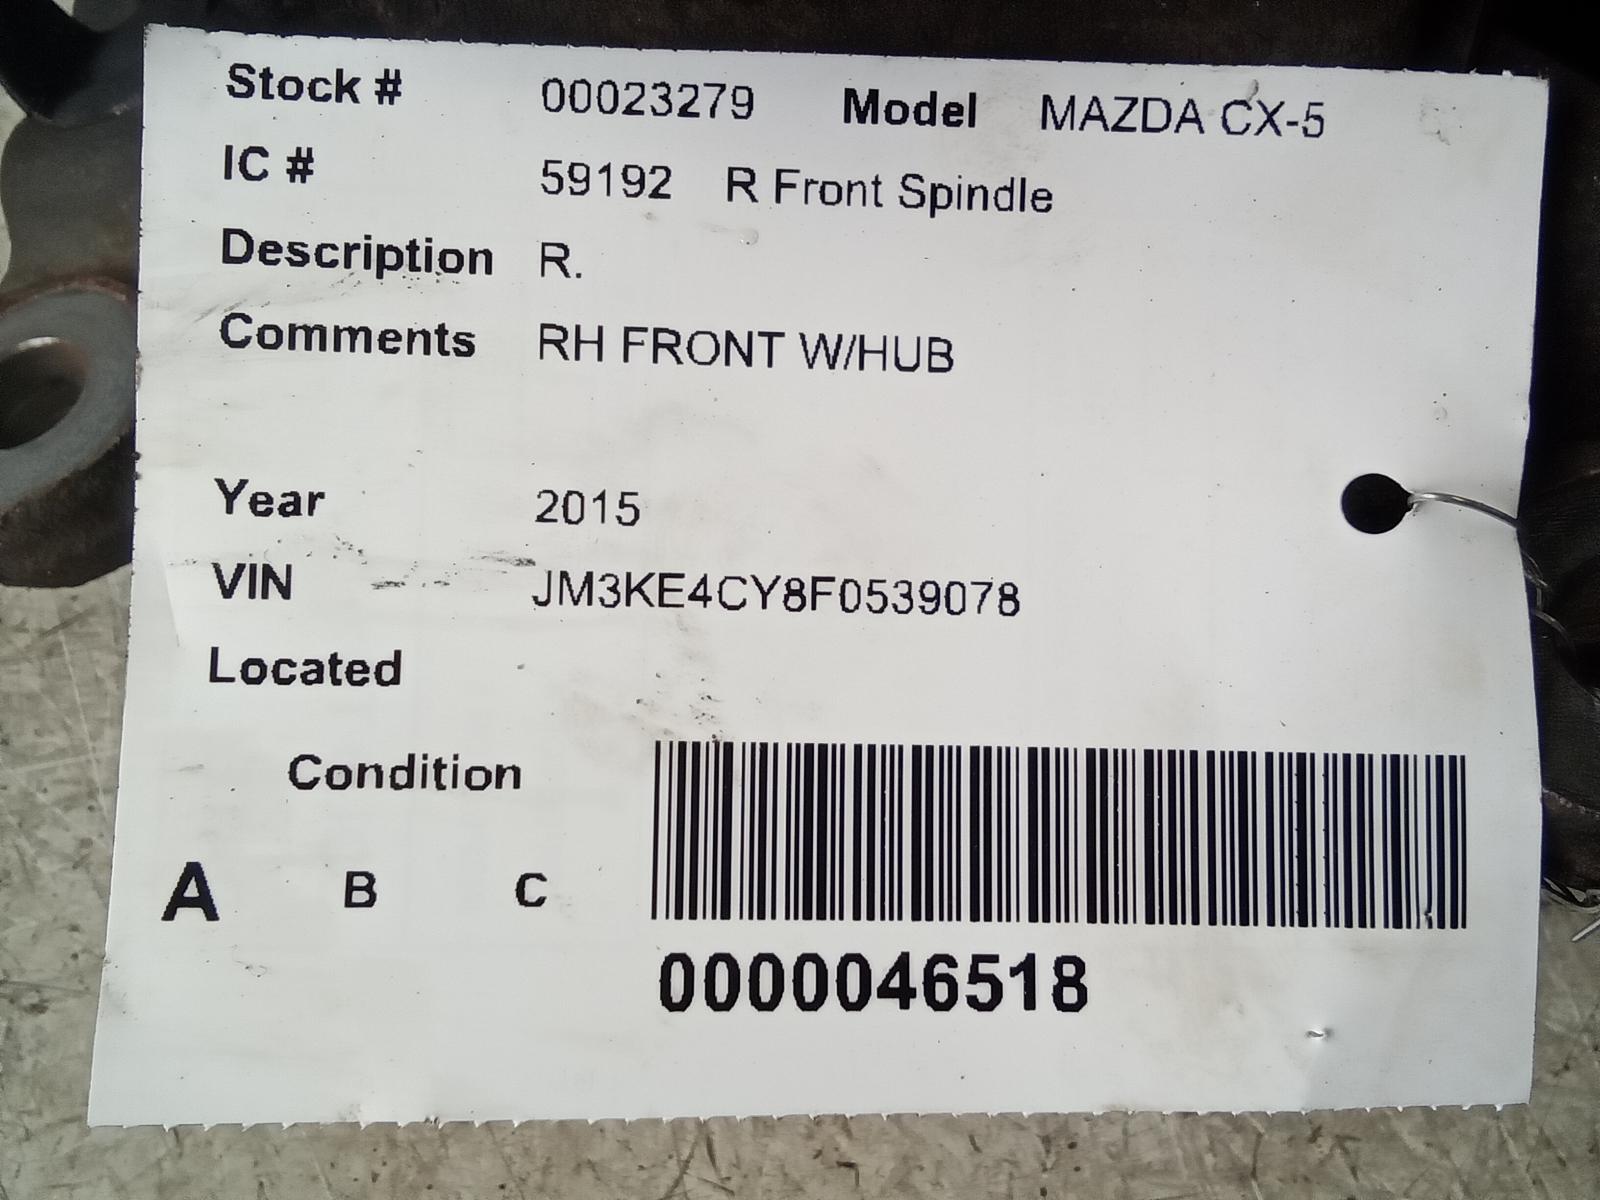 Stock # 00023279 Model MAZDA CX-5
IC # 59192 R Front Spindle
Description R.
Comments RH FRONT W/HUB
Year 2015
VIN JM3KE4CY8F0539078
Located
Condition
A B C
0000046518